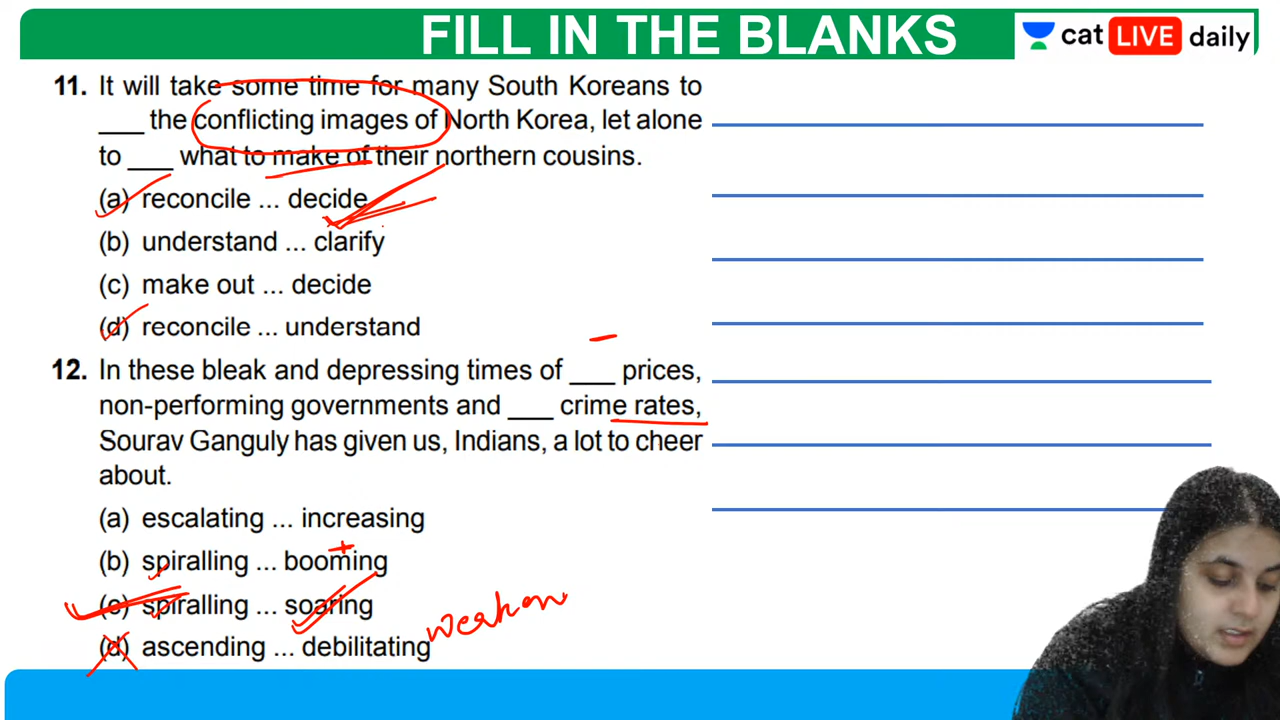 FILL IN THE BLANKS
cat LIVE daily
11. It will take some time for many South Koreans to
___ the conflicting images of North Korea, let alone
to ___ what to make of their northern cousins.
(a) reconcile ... decide
(b) understand ... clarify
(c) make out ... decide
(d) reconcile ... understand
12. In these bleak and depressing times of ___ prices,
non-performing governments and ___ crime rates,
Sourav Ganguly has given us, Indians, a lot to cheer
about.
(a) escalating ... increasing
(b) spiralling ... booming
+
(c) spiralling ... soaring
(d) ascending ... debilitating
weaken